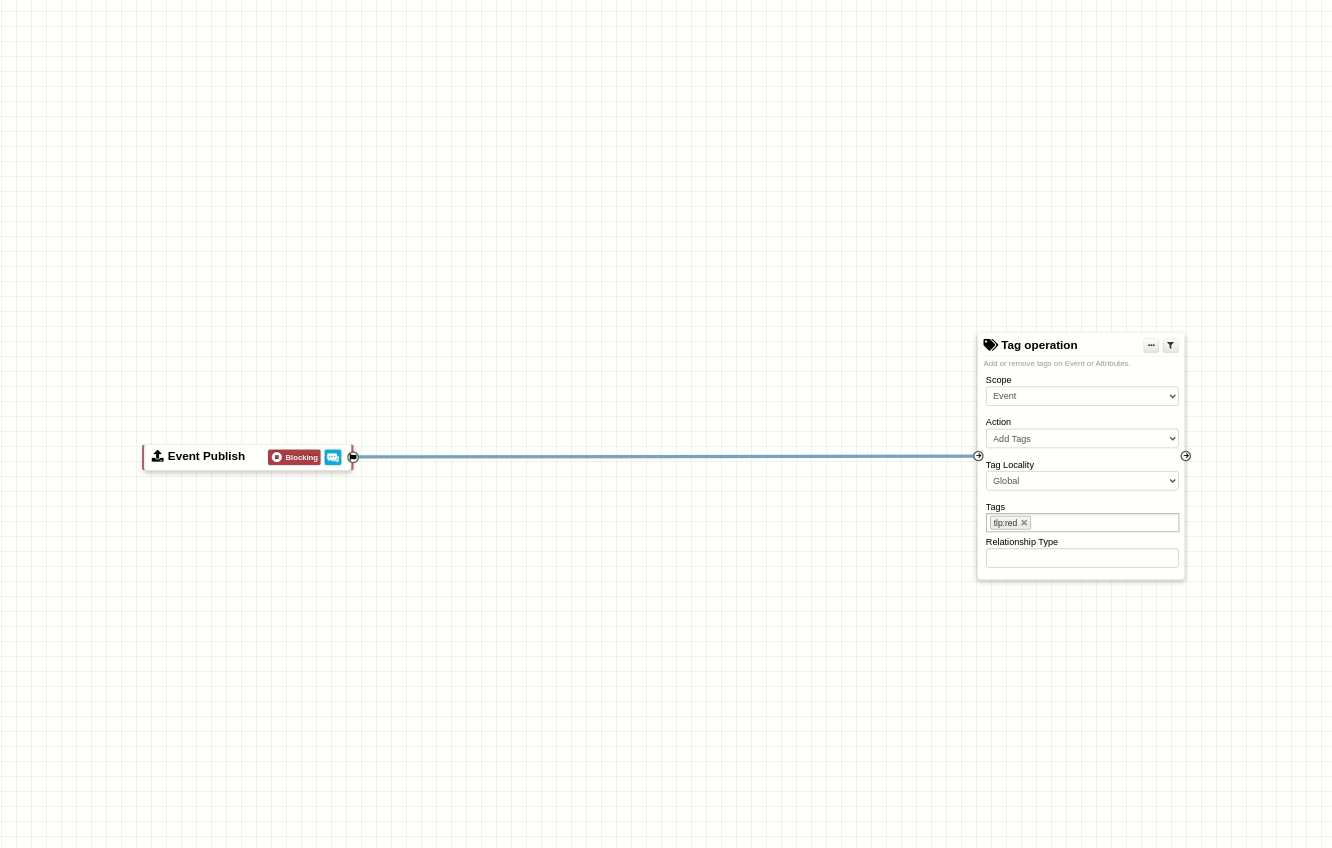 Tag operation
Add or remove tags on Event or Attributes.
Scope
Event
Action
Add Tags
Event Publish Blocking
Tag Locality
Global
Tags
tlp:red
Relationship Type